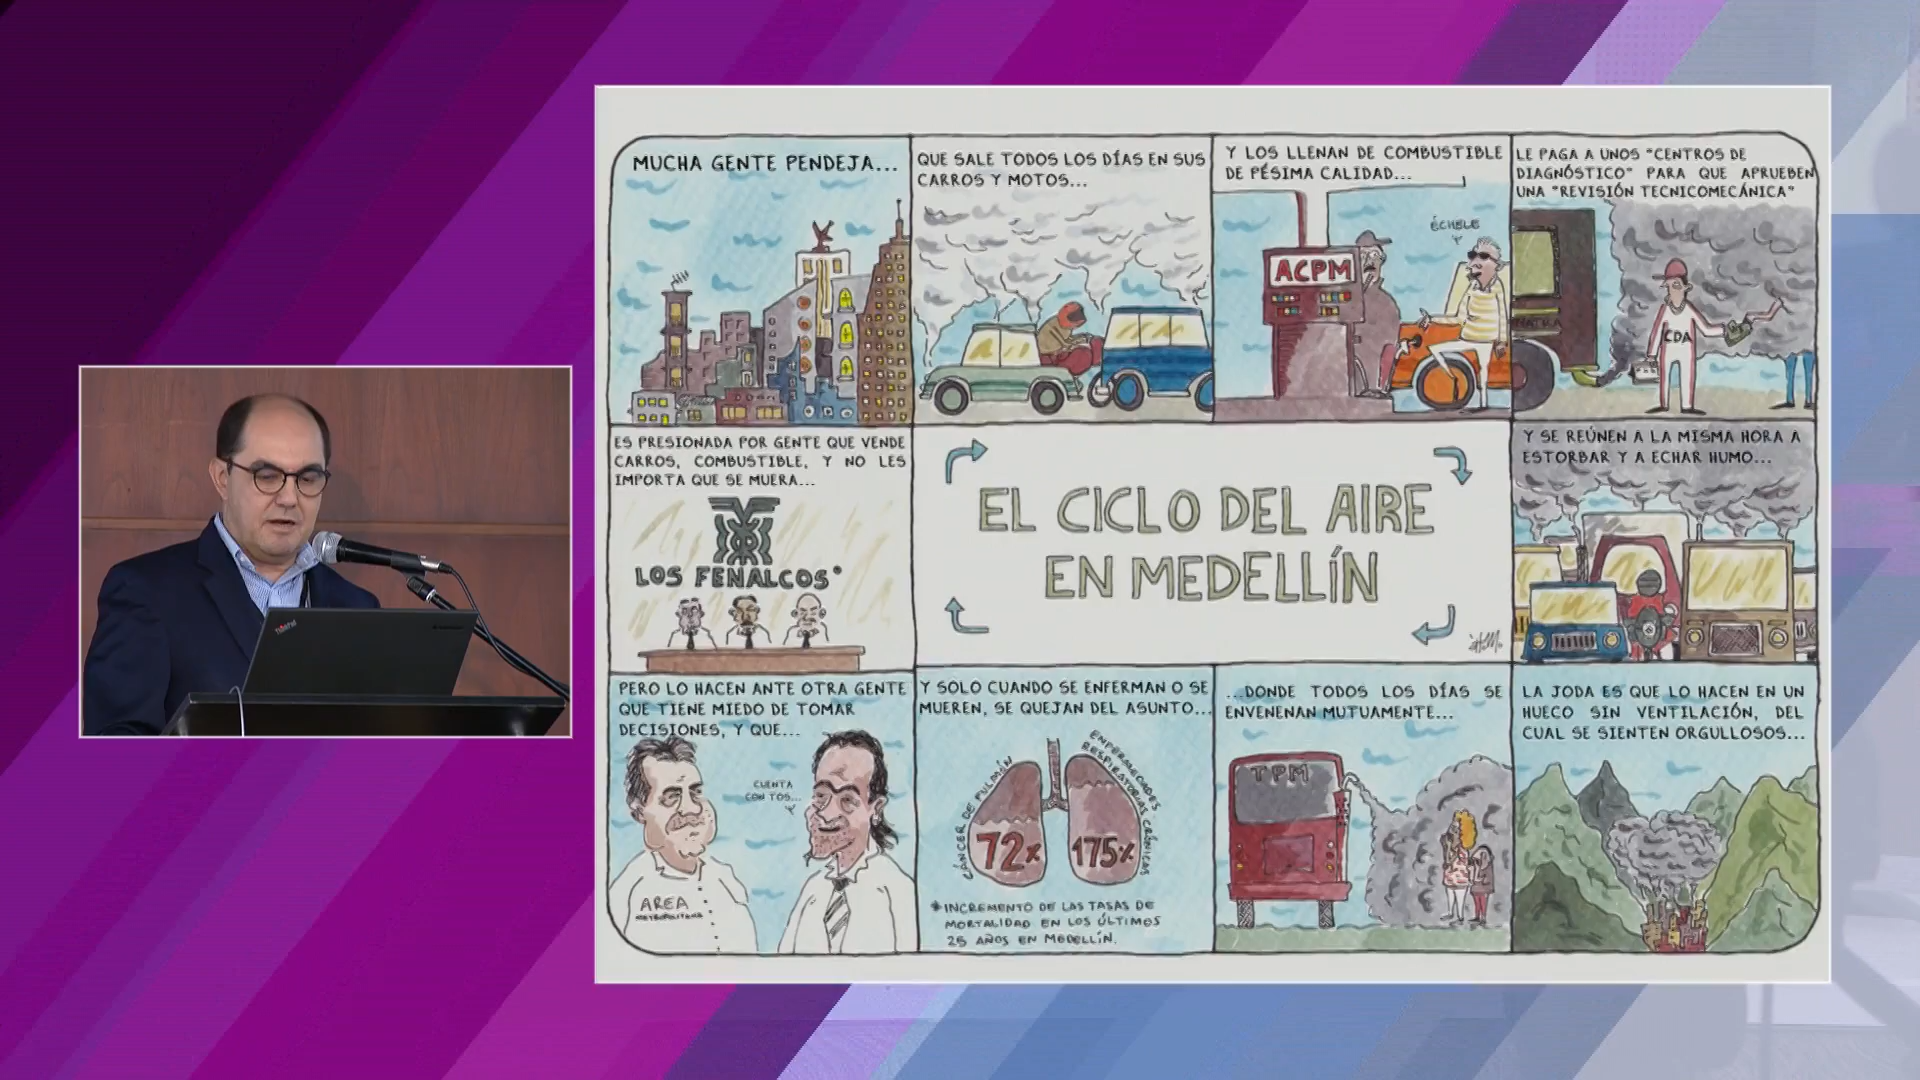 MUCHA GENTE PENDEJA...
QUE SALE TODOS LOS DÍAS EN SUS
CARROS Y MOTOS...
Y LOS LLENAN DE COMBUSTIBLE
DE PÉSIMA CALIDAD...
ÉCHELE
ACPM
LE PAGA A UNOS "CENTROS DE
DIAGNÓSTICO" PARA QUE APRUEBEN
UNA "REVISIÓN TECNICOMECÁNICA"
CDA
ES PRESIONADA POR GENTE QUE VENDE
CARROS, COMBUSTIBLE, Y NO LES
IMPORTA QUE SE MUERA...
LOS FENALCOS
EL CICLO DEL AIRE
EN MEDELLÍN
Y SE REÚNEN A LA MISMA HORA A
ESTORBAR Y A ECHAR HUMO...
PERO LO HACEN ANTE OTRA GENTE
QUE TIENE MIEDO DE TOMAR
DECISIONES, Y QUE...
CUENTA
CON TOS...
AREA
METROPOLITANA
Y SOLO CUANDO SE ENFERMAN O SE
MUEREN, SE QUEJAN DEL ASUNTO...
CÁNCER DE PULMÓN
72%
ENFERMEDADES
RESPIRATORIAS CRÓNICAS
175%
*INCREMENTO DE LAS TASAS DE
MORTALIDAD EN LOS ÚLTIMOS
25 AÑOS EN MEDELLÍN.
...DONDE TODOS LOS DÍAS SE
ENVENENAN MUTUAMENTE...
TPM
LA JODA ES QUE LO HACEN EN UN
HUECO SIN VENTILACIÓN, DEL
CUAL SE SIENTEN ORGULLOSOS...
ThinkPad